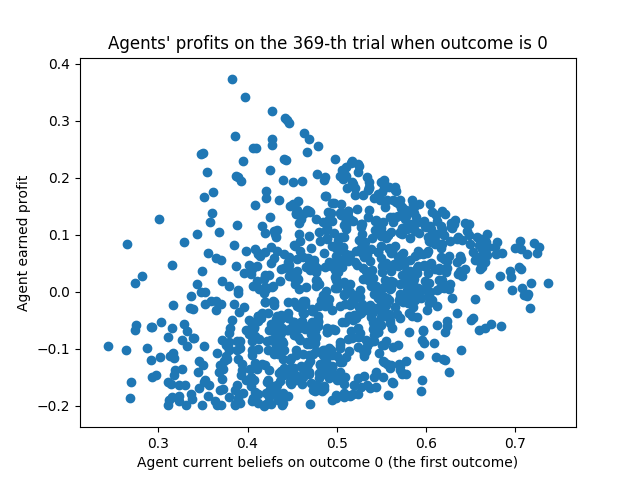 Agents' profits on the 369-th trial when outcome is 0
0.4
0.3
0.2
0.1
0.0
−0.1
−0.2
Agent earned profit
0.3 0.4 0.5 0.6 0.7
Agent current beliefs on outcome 0 (the first outcome)